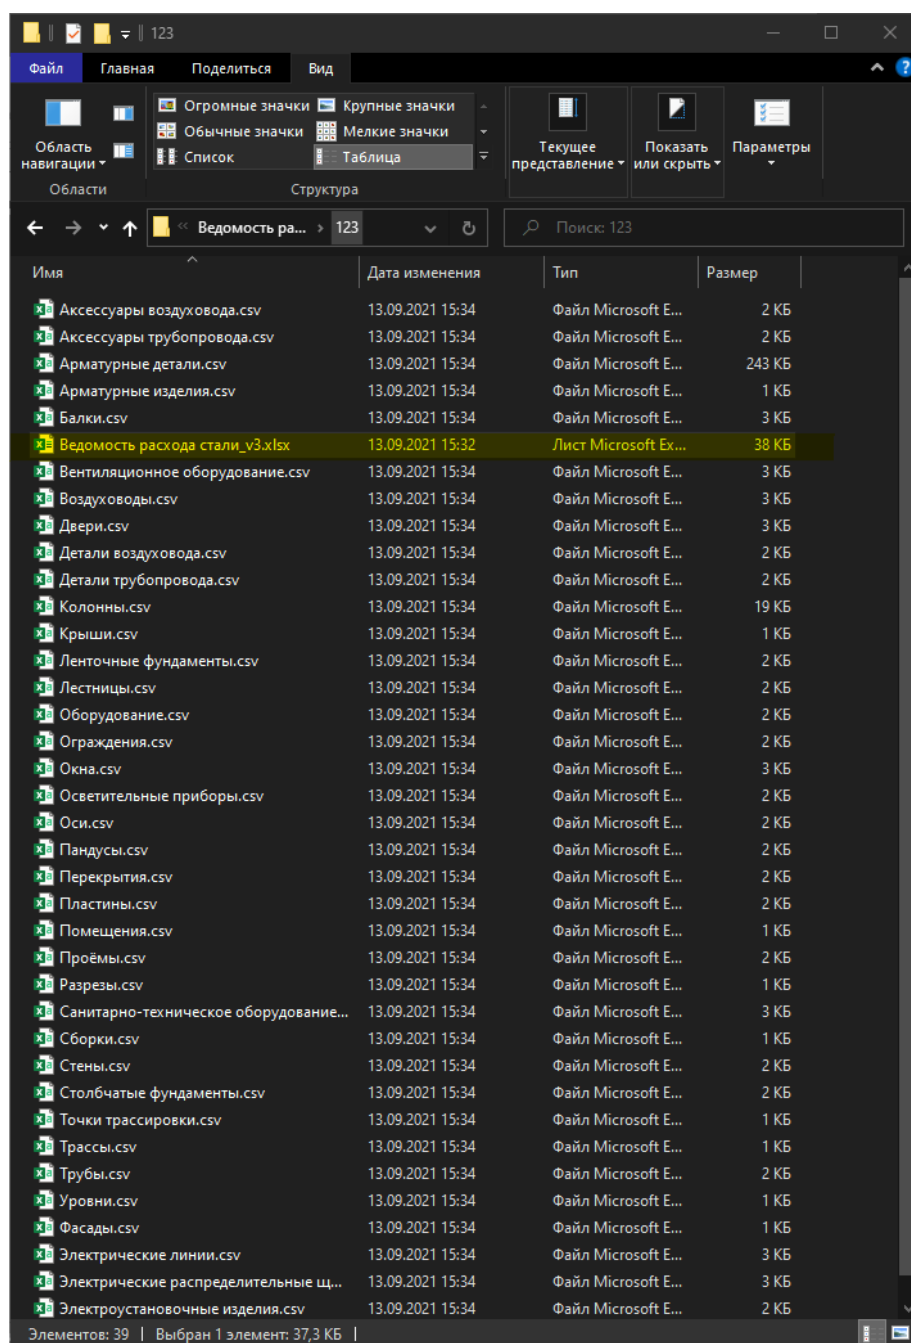 123
Файл Главная Поделиться Вид
Огромные значки Крупные значки
Обычные значки Мелкие значки
Список Таблица
Область навигации
Текущее представление
Показать или скрыть
Параметры
Области Структура
« Ведомость ра... › 123 Поиск: 123
Имя Дата изменения Тип Размер
Аксессуары воздуховода.csv 13.09.2021 15:34 Файл Microsoft E... 2 КБ
Аксессуары трубопровода.csv 13.09.2021 15:34 Файл Microsoft E... 2 КБ
Арматурные детали.csv 13.09.2021 15:34 Файл Microsoft E... 243 КБ
Арматурные изделия.csv 13.09.2021 15:34 Файл Microsoft E... 1 КБ
Балки.csv 13.09.2021 15:34 Файл Microsoft E... 3 КБ
Ведомость расхода стали_v3.xlsx 13.09.2021 15:32 Лист Microsoft Ex... 38 КБ
Вентиляционное оборудование.csv 13.09.2021 15:34 Файл Microsoft E... 3 КБ
Воздуховоды.csv 13.09.2021 15:34 Файл Microsoft E... 3 КБ
Двери.csv 13.09.2021 15:34 Файл Microsoft E... 3 КБ
Детали воздуховода.csv 13.09.2021 15:34 Файл Microsoft E... 2 КБ
Детали трубопровода.csv 13.09.2021 15:34 Файл Microsoft E... 2 КБ
Колонны.csv 13.09.2021 15:34 Файл Microsoft E... 19 КБ
Крыши.csv 13.09.2021 15:34 Файл Microsoft E... 1 КБ
Ленточные фундаменты.csv 13.09.2021 15:34 Файл Microsoft E... 2 КБ
Лестницы.csv 13.09.2021 15:34 Файл Microsoft E... 2 КБ
Оборудование.csv 13.09.2021 15:34 Файл Microsoft E... 2 КБ
Ограждения.csv 13.09.2021 15:34 Файл Microsoft E... 2 КБ
Окна.csv 13.09.2021 15:34 Файл Microsoft E... 3 КБ
Осветительные приборы.csv 13.09.2021 15:34 Файл Microsoft E... 2 КБ
Оси.csv 13.09.2021 15:34 Файл Microsoft E... 2 КБ
Пандусы.csv 13.09.2021 15:34 Файл Microsoft E... 2 КБ
Перекрытия.csv 13.09.2021 15:34 Файл Microsoft E... 2 КБ
Пластины.csv 13.09.2021 15:34 Файл Microsoft E... 2 КБ
Помещения.csv 13.09.2021 15:34 Файл Microsoft E... 1 КБ
Проёмы.csv 13.09.2021 15:34 Файл Microsoft E... 2 КБ
Разрезы.csv 13.09.2021 15:34 Файл Microsoft E... 1 КБ
Санитарно-техническое оборудование... 13.09.2021 15:34 Файл Microsoft E... 3 КБ
Сборки.csv 13.09.2021 15:34 Файл Microsoft E... 1 КБ
Стены.csv 13.09.2021 15:34 Файл Microsoft E... 2 КБ
Столбчатые фундаменты.csv 13.09.2021 15:34 Файл Microsoft E... 2 КБ
Точки трассировки.csv 13.09.2021 15:34 Файл Microsoft E... 1 КБ
Трассы.csv 13.09.2021 15:34 Файл Microsoft E... 1 КБ
Трубы.csv 13.09.2021 15:34 Файл Microsoft E... 2 КБ
Уровни.csv 13.09.2021 15:34 Файл Microsoft E... 1 КБ
Фасады.csv 13.09.2021 15:34 Файл Microsoft E... 1 КБ
Электрические линии.csv 13.09.2021 15:34 Файл Microsoft E... 3 КБ
Электрические распределительные щ... 13.09.2021 15:34 Файл Microsoft E... 3 КБ
Электроустановочные изделия.csv 13.09.2021 15:34 Файл Microsoft E... 2 КБ
Элементов: 39 | Выбран 1 элемент: 37,3 КБ |